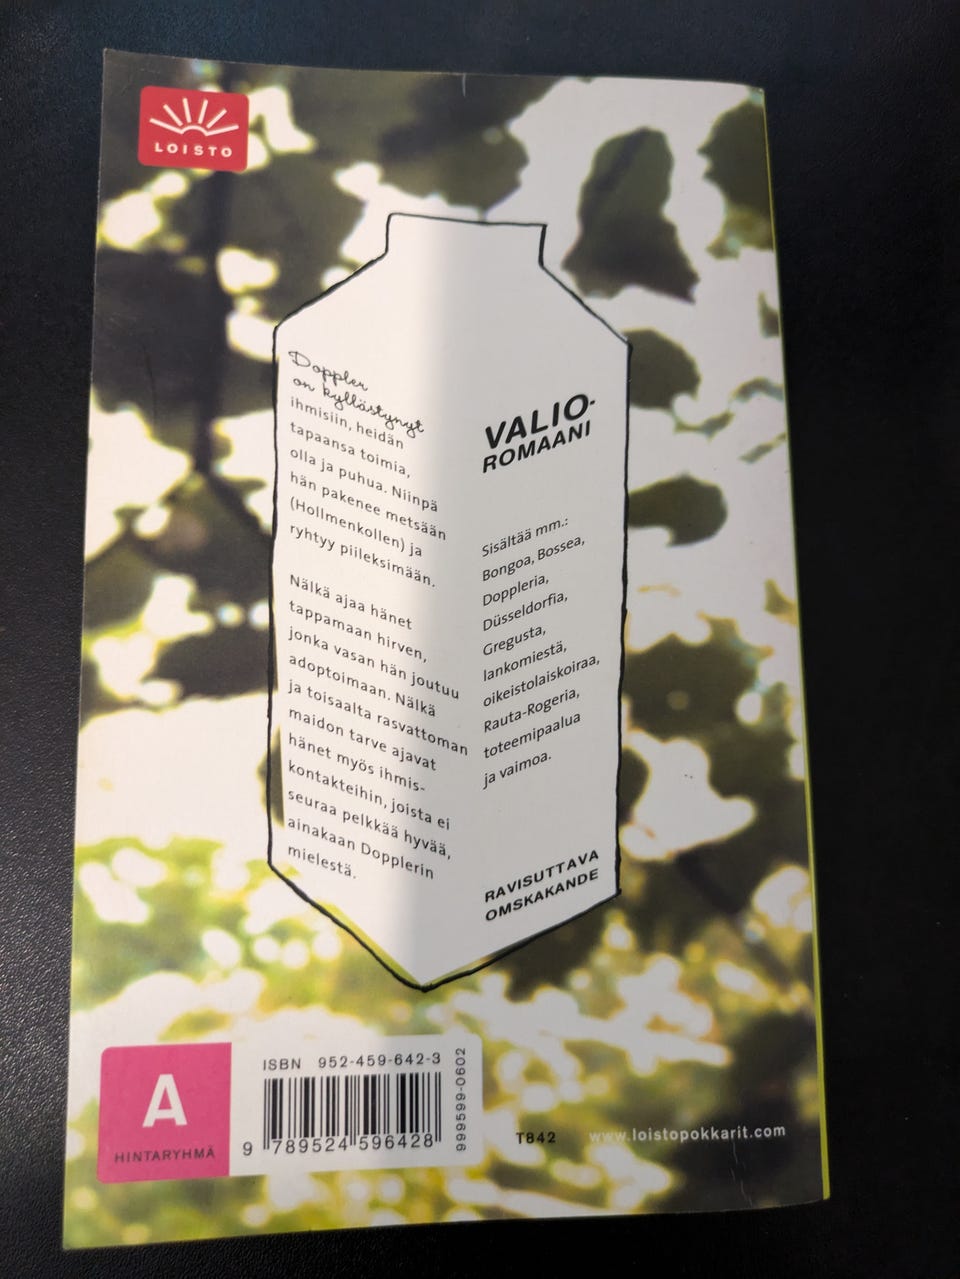 LOISTO
Doppler
on kyllästynyt
ihmisiin, heidän
tapaansa toimia,
olla ja puhua. Niinpä
hän pakenee metsään
(Hollmenkollen) ja
ryhtyy piileksimään.
Nälkä ajaa hänet
tappamaan hirven,
jonka vasan hän joutuu
adoptoimaan. Nälkä
ja toisaalta rasvattoman
maidon tarve ajavat
hänet myös ihmis-
kontakteihin, joista ei
seuraa pelkkää hyvää,
ainakaan Dopplerin
mielestä.
VALIO-
ROMAANI
Sisältää mm.:
Bongoa, Bossea,
Doppleria,
Düsseldorfia,
Gregusta,
lankomiestä,
oikeistolaiskoiraa,
Rauta-Rogeria,
toteemipaalua
ja vaimoa.
RAVISUTTAVA
OMSKAKANDE
A
HINTARYHMÄ
ISBN 952-459-642-3
9 789524 596428
999599-0602
T842
www.loistopokkarit.com